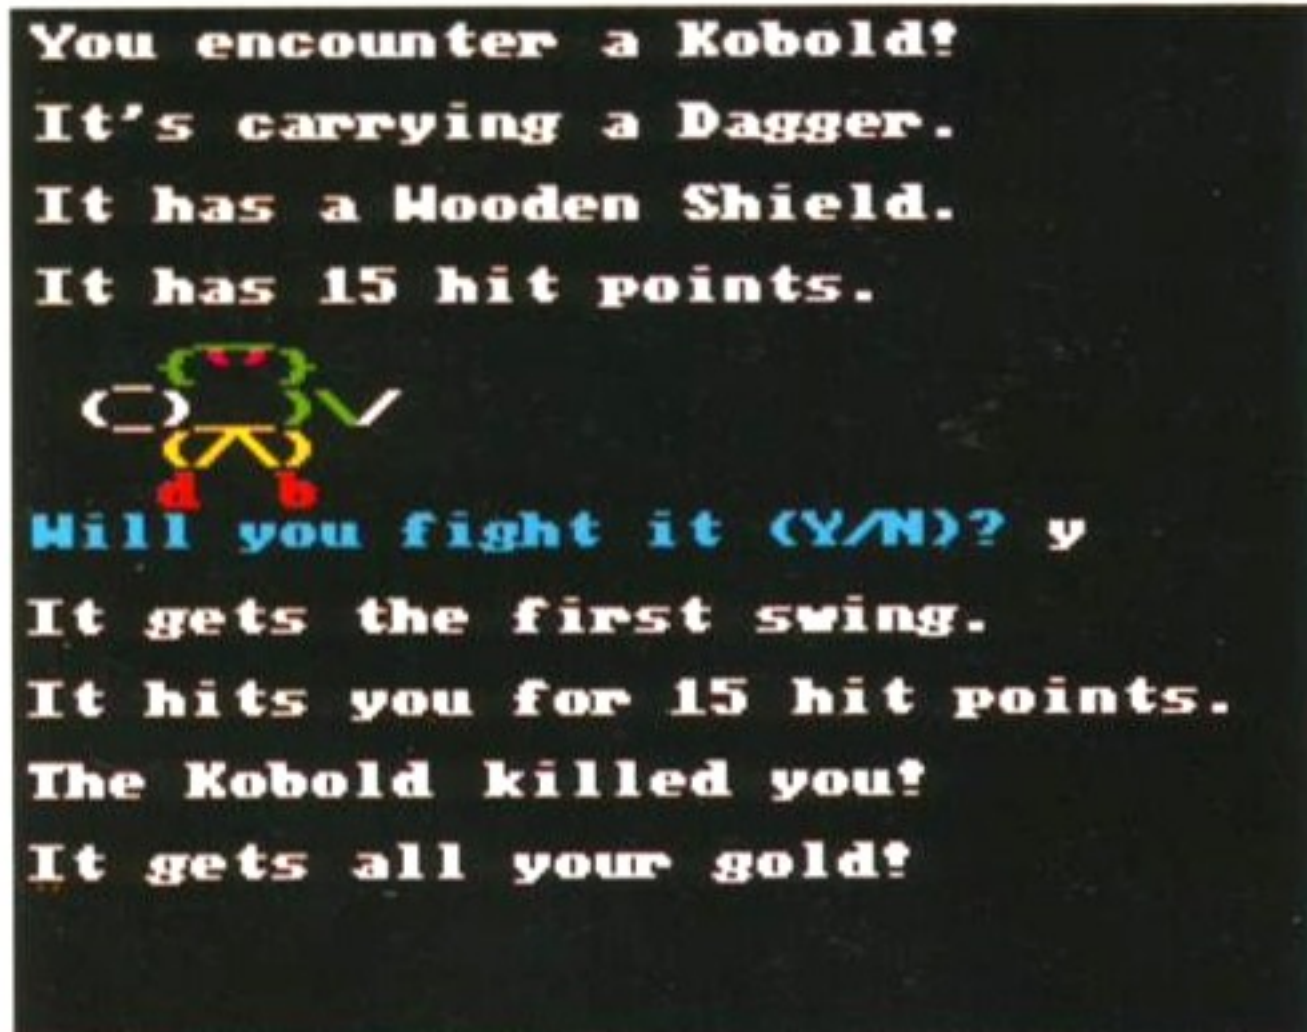 You encounter a Kobold!
It's carrying a Dagger.
It has a Wooden Shield.
It has 15 hit points.
d b
Will you fight it (Y/N)? y
It gets the first swing.
It hits you for 15 hit points.
The Kobold killed you!
It gets all your gold!